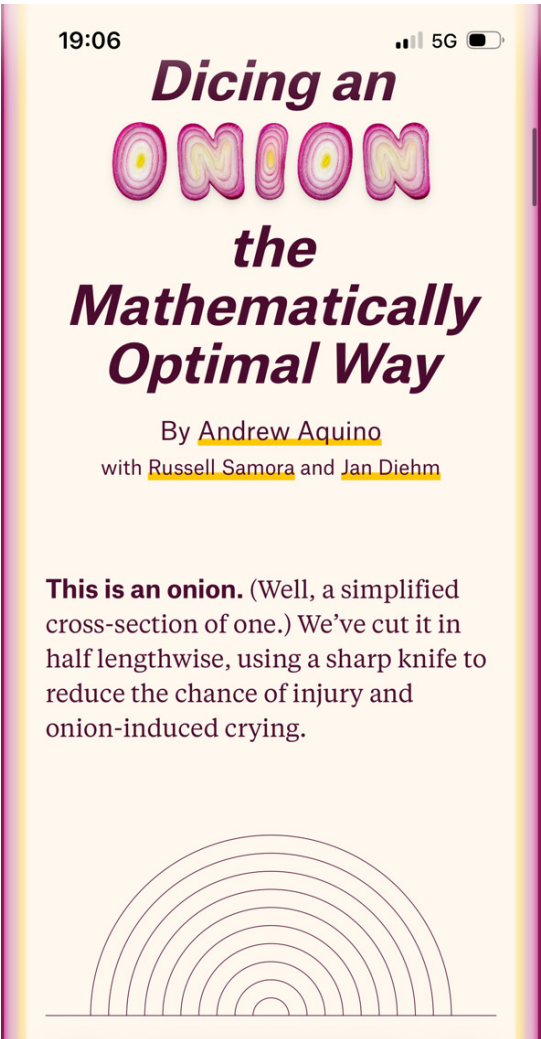 19:06
5G
Dicing an
ONION
the
Mathematically
Optimal Way
By Andrew Aquino
with Russell Samora and Jan Diehm
This is an onion. (Well, a simplified
cross-section of one.) We’ve cut it in
half lengthwise, using a sharp knife to
reduce the chance of injury and
onion-induced crying.